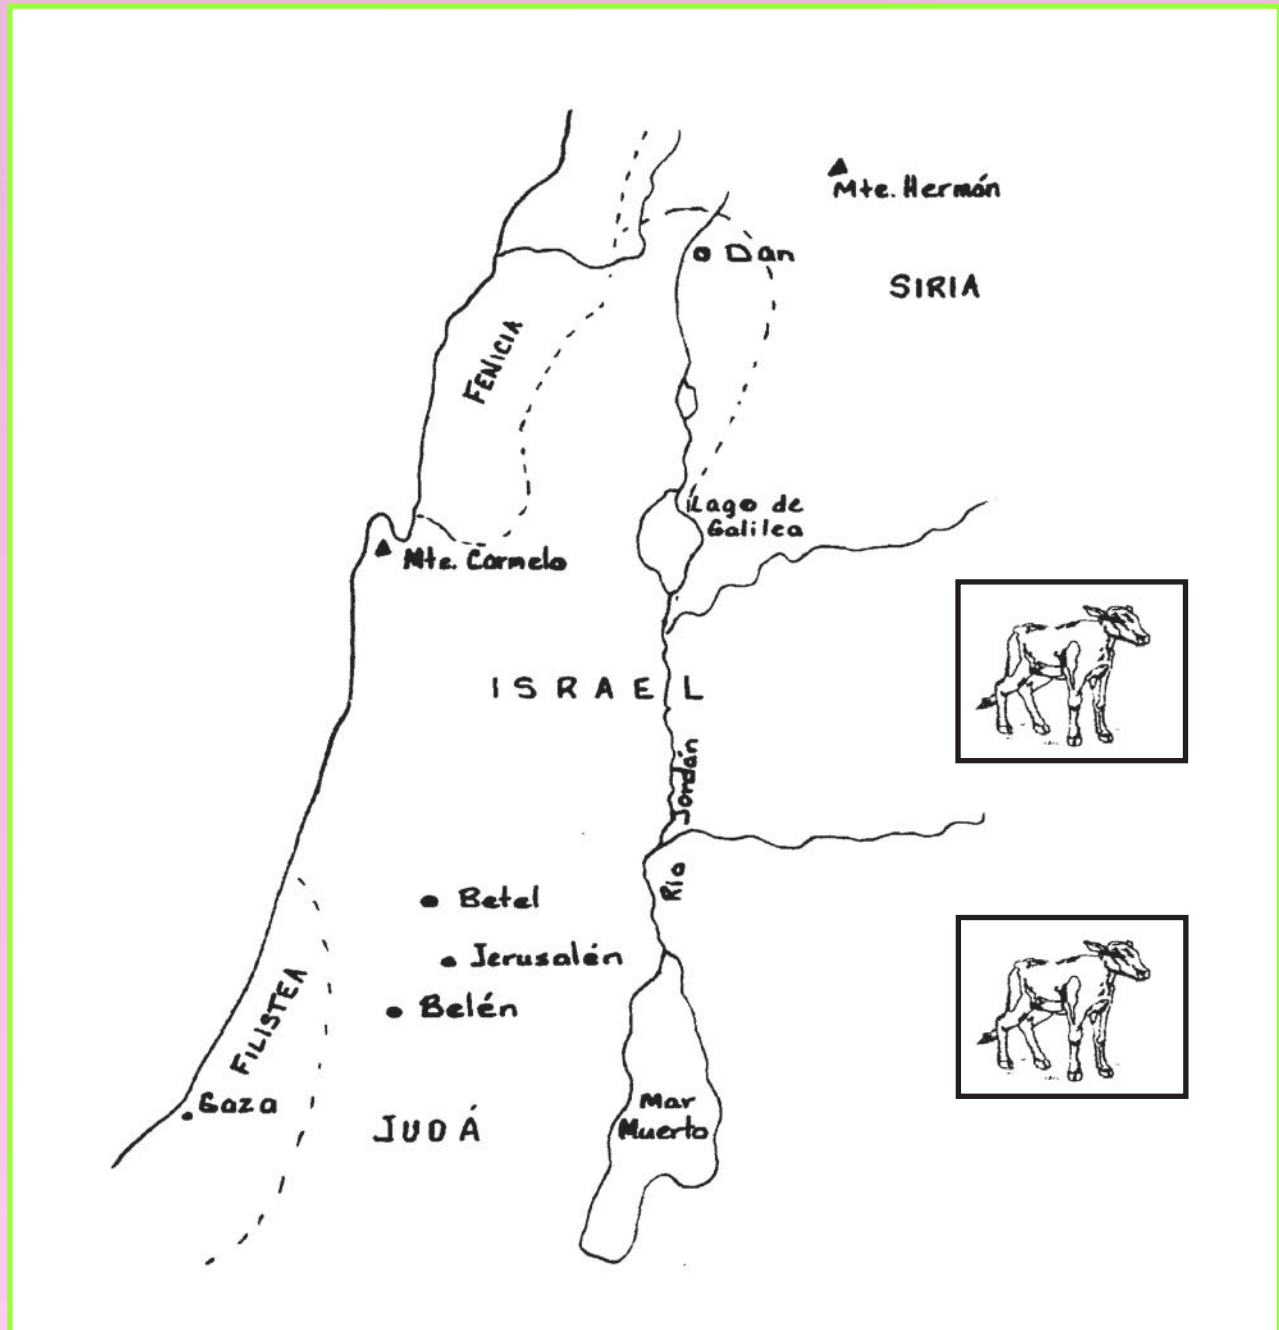 Mte. Hermón
Dan
SIRIA
FENICIA
Lago de
Galilea
Mte. Carmelo
ISRAEL
Río Jordán
Betel
Jerusalén
Belén
FILISTEA
Gaza
JUDÁ
Mar
Muerto